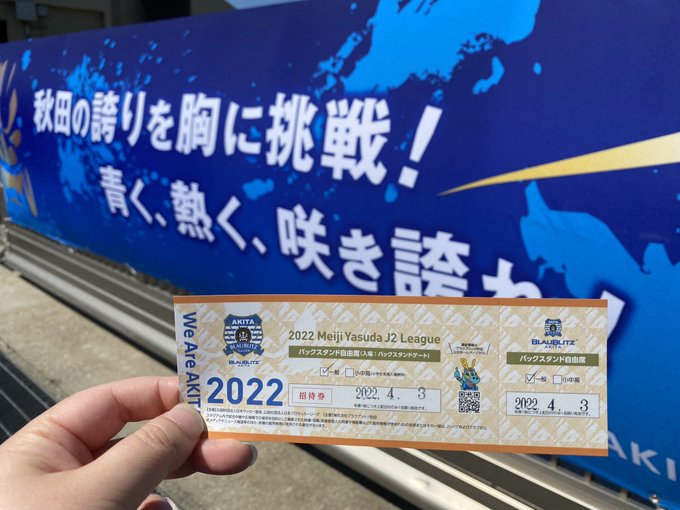 秋田の誇りを胸に挑戦!
青く、熱く、咲き誇れ!
AKI
We Are AKIT
AKITA
BLAUBLITZ
2022
2022 Meiji Yasuda J2 League
バックスタンド自由席(入場:バックスタンドゲート)
一般 小中高
招待券
2022. 4. 3
BLAUBLITZ
AKITA
バックスタンド自由席
一般 小中高
2022. 4. 3